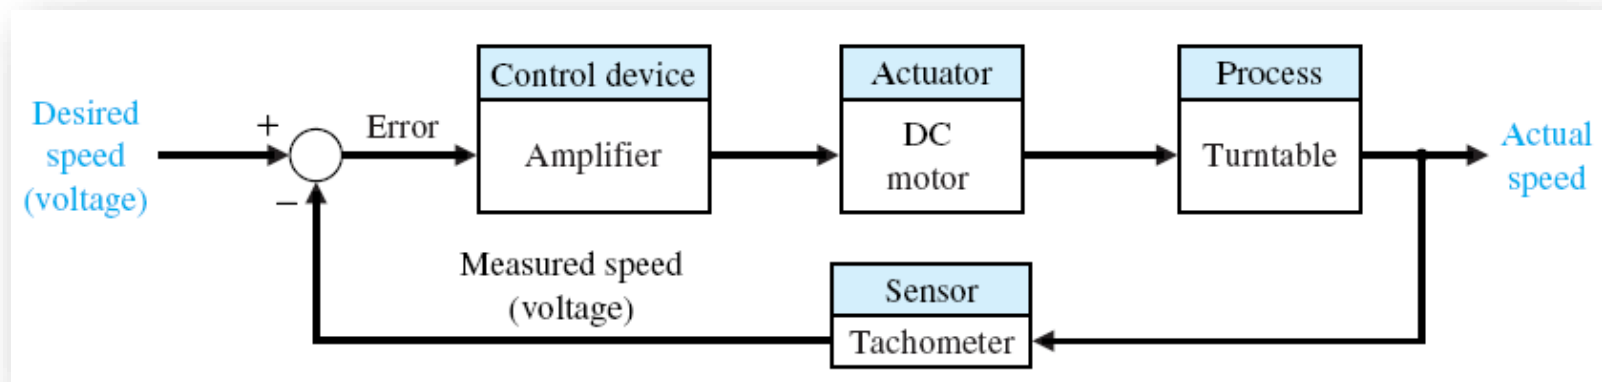 Desired
speed
(voltage)
+
−
Error
Control device
Amplifier
Actuator
DC
motor
Process
Turntable
Actual
speed
Measured speed
(voltage)
Sensor
Tachometer